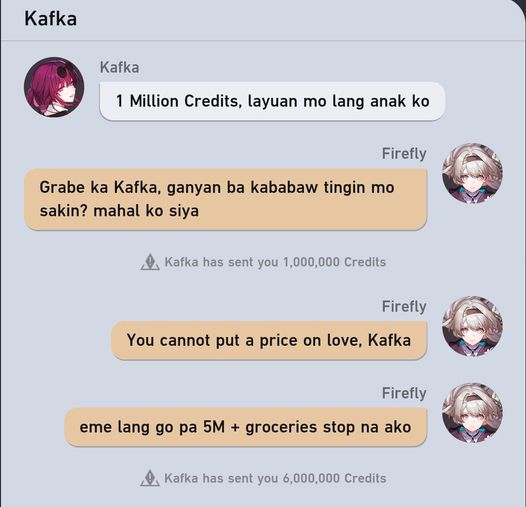 Kafka
Kafka
1 Million Credits, layuan mo lang anak ko
Firefly
Grabe ka Kafka, ganyan ba kababaw tingin mo
sakin? mahal ko siya
Kafka has sent you 1,000,000 Credits
Firefly
You cannot put a price on love, Kafka
Firefly
eme lang go pa 5M + groceries stop na ako
Kafka has sent you 6,000,000 Credits